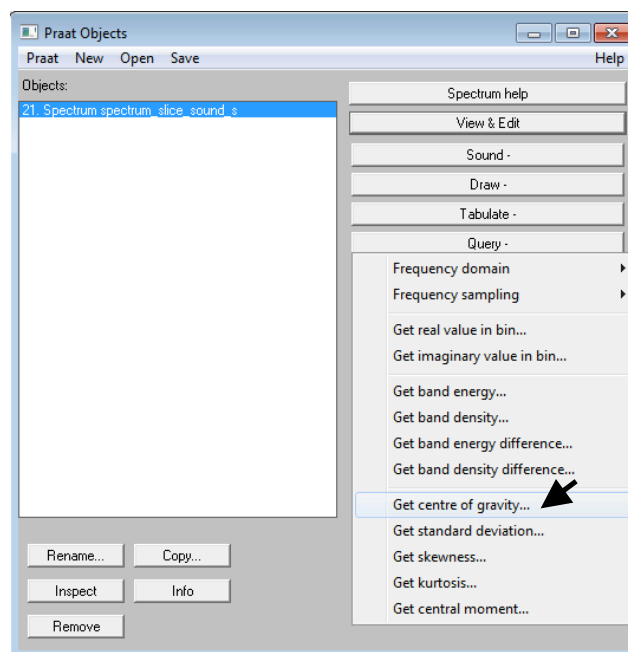 Praat Objects
Praat New Open Save Help
Objects:
21. Spectrum spectrum_slice_sound_s
Spectrum help
View & Edit
Sound -
Draw -
Tabulate -
Query -
Frequency domain
Frequency sampling
Get real value in bin...
Get imaginary value in bin...
Get band energy...
Get band density...
Get band energy difference...
Get band density difference...
Get centre of gravity...
Get standard deviation...
Get skewness...
Get kurtosis...
Get central moment...
Rename... Copy...
Inspect Info
Remove